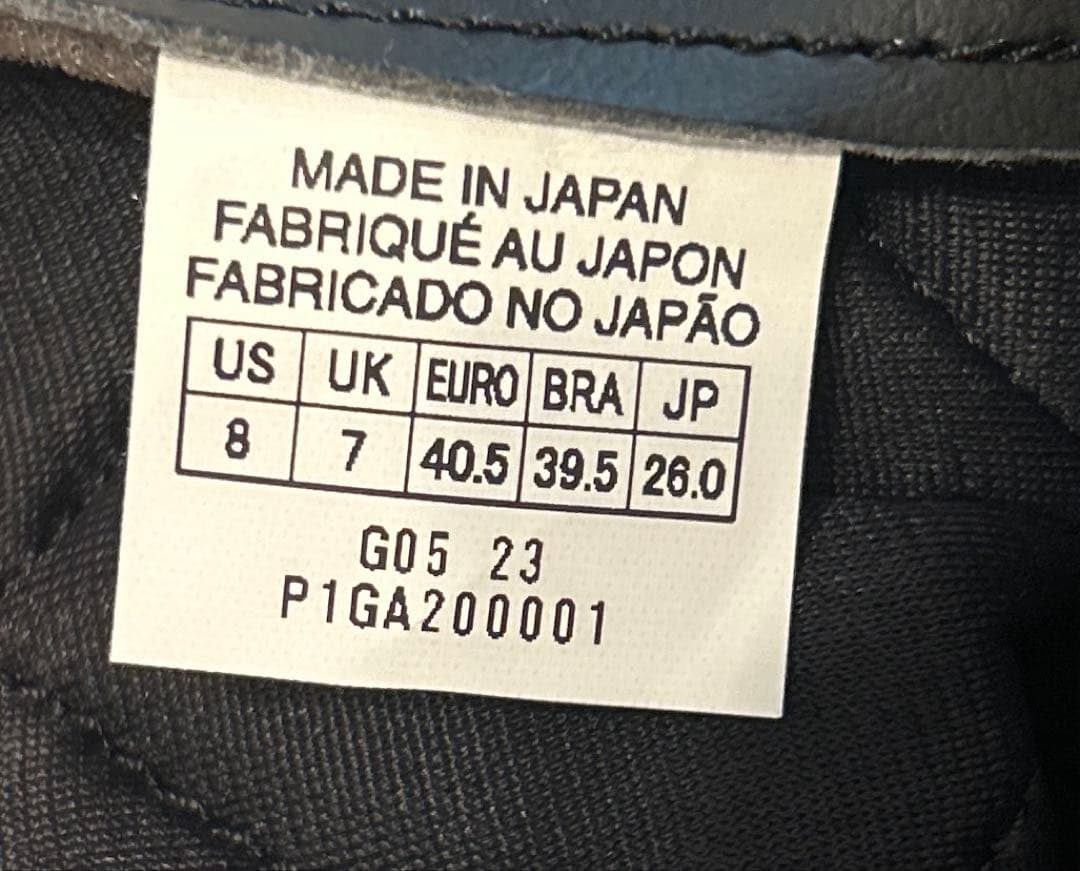 MADE IN JAPAN
FABRIQUÉ AU JAPON
FABRICADO NO JAPÃO
US UK EURO BRA JP
8 7 40.5 39.5 26.0
G05 23
P1GA200001